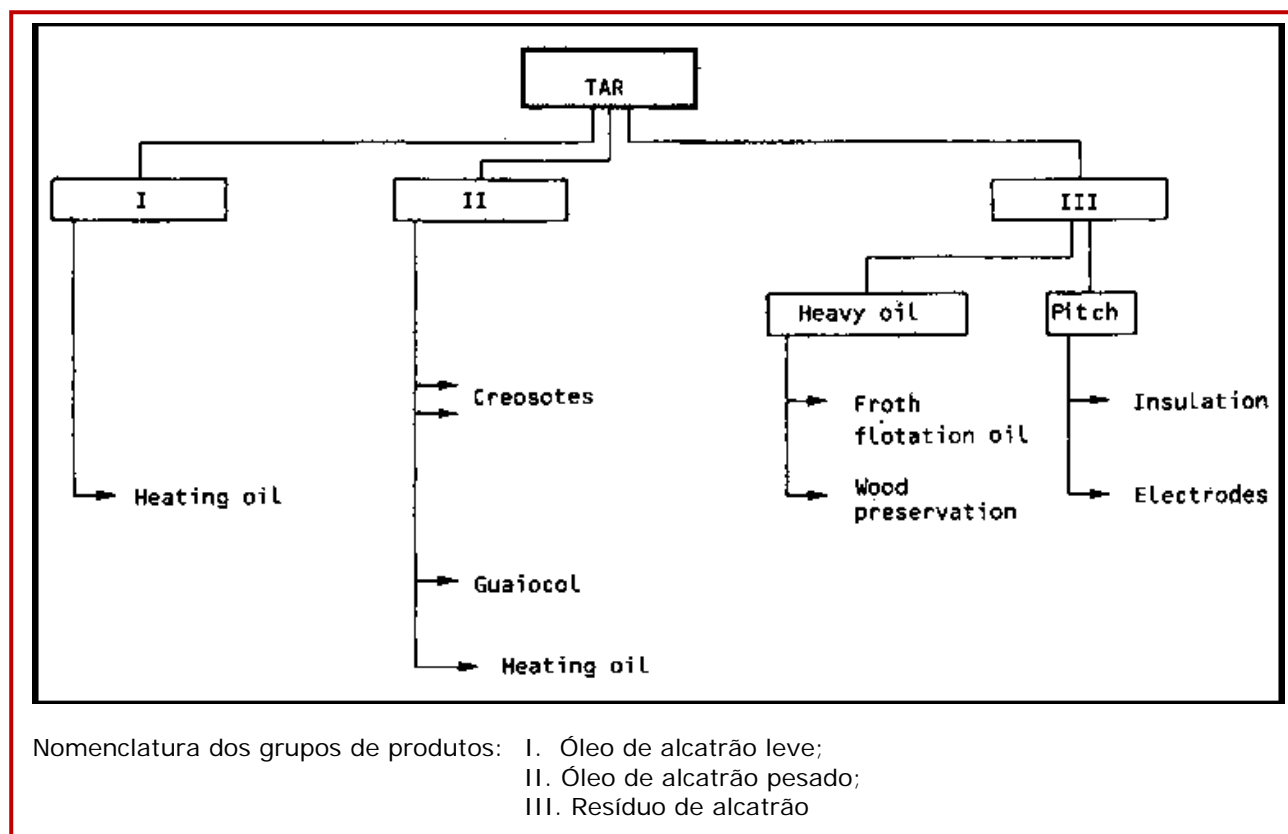 TAR
I
II
III
Heavy oil
Pitch
Creosotes
Froth
flotation oil
Insulation
Heating oil
Wood
preservation
Electrodes
Guaiocol
Heating oil
Nomenclatura dos grupos de produtos: I. Óleo de alcatrão leve;
II. Óleo de alcatrão pesado;
III. Resíduo de alcatrão